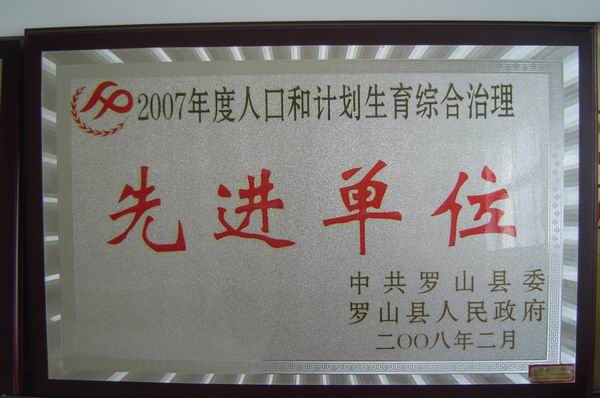 2007年度人口和计划生育综合治理
先进单位
中共罗山县委
罗山县人民政府
二〇〇八年二月